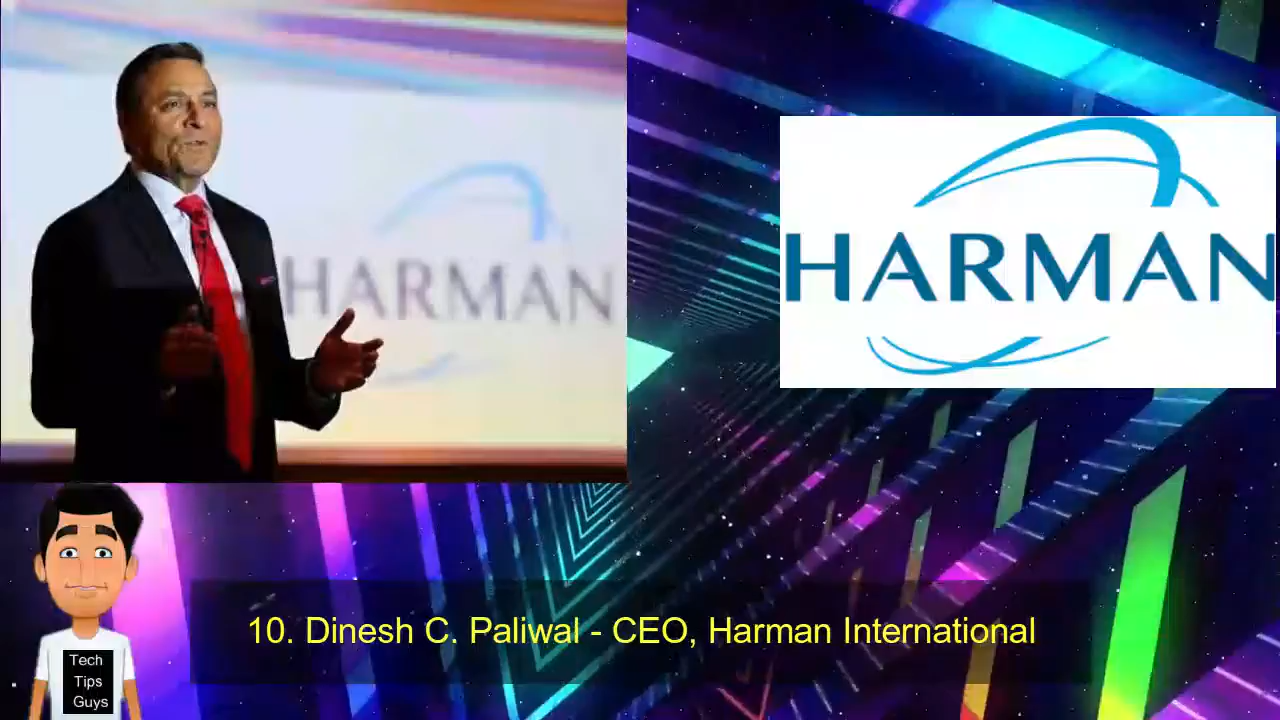 HARMAN
HARMAN
10. Dinesh C. Paliwal - CEO, Harman International
Tech
Tips
Guys